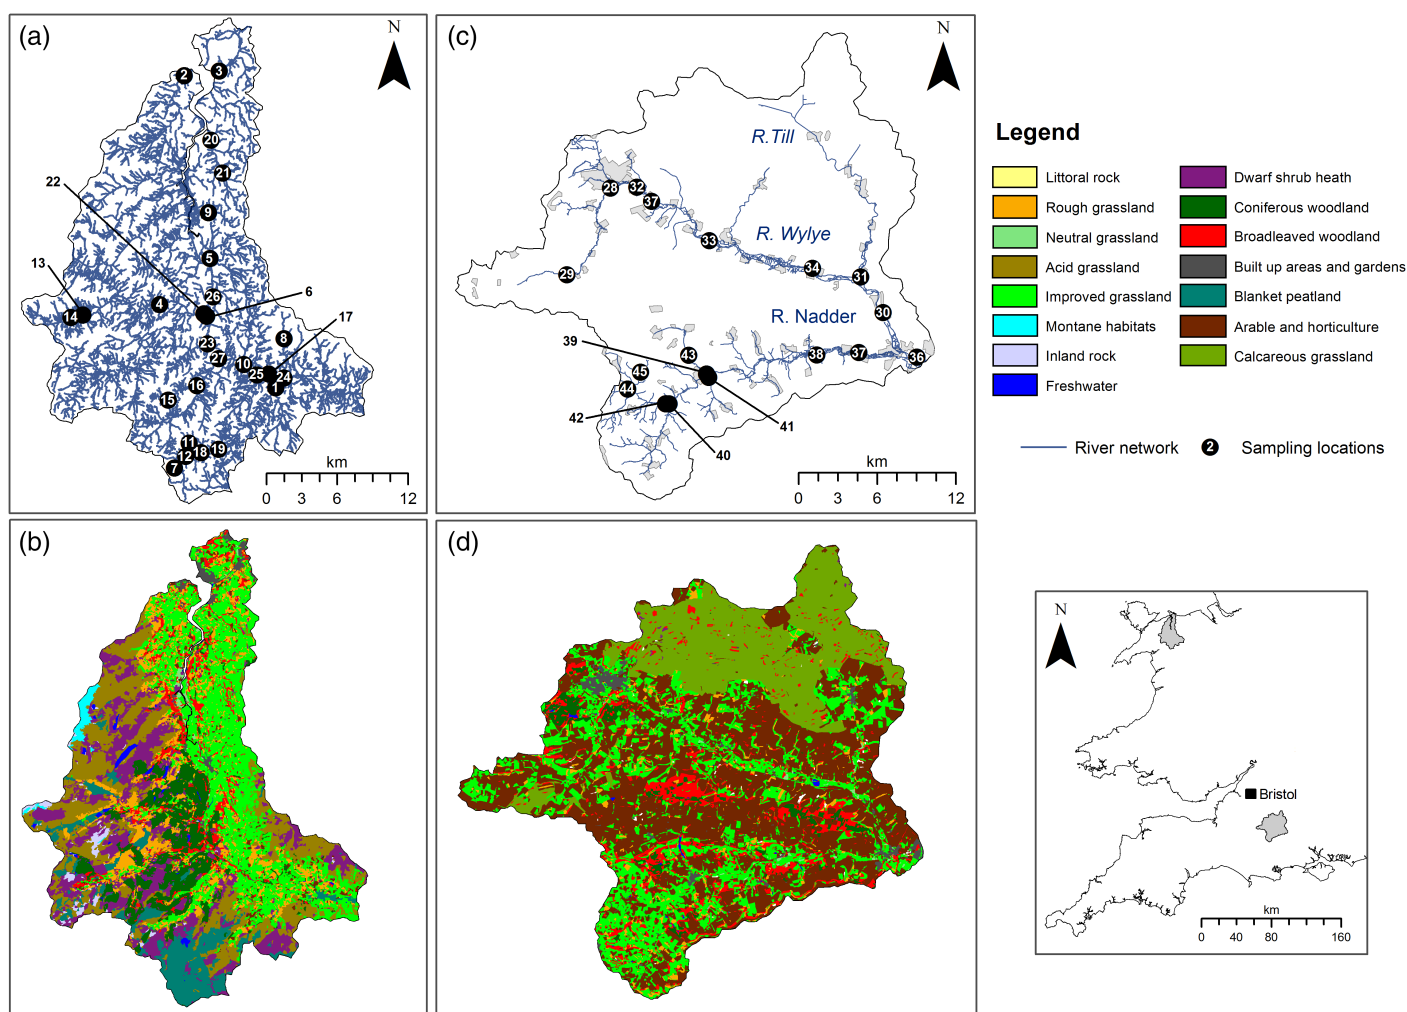 (a)
N
2
3
20
21
22
9
5
13
26
6
4
14
17
8
23
27
10
25
24
1
16
15
11
12
18
19
7
km
0 3 6 12
(c)
N
R.Till
28
32
37
R. Wylye
33
34
31
29
30
R. Nadder
39
43
38
37
36
45
44
42
41
40
km
0 3 6 12
Legend
Littoral rock
Rough grassland
Neutral grassland
Acid grassland
Improved grassland
Montane habitats
Inland rock
Freshwater
Dwarf shrub heath
Coniferous woodland
Broadleaved woodland
Built up areas and gardens
Blanket peatland
Arable and horticulture
Calcareous grassland
River network
2 Sampling locations
(b)
(d)
N
Bristol
km
0 40 80 160